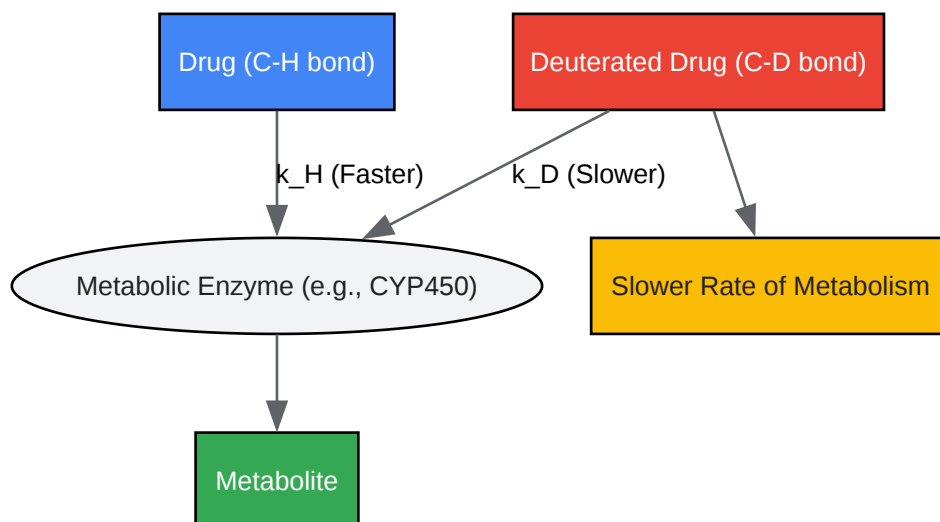 Drug (C-H bond)
Deuterated Drug (C-D bond)
k_H (Faster)
k_D (Slower)
Metabolic Enzyme (e.g., CYP450)
Slower Rate of Metabolism
Metabolite